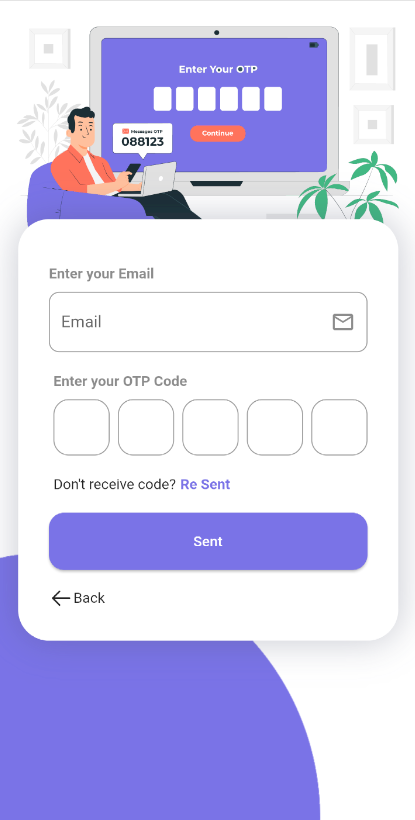 Enter Your OTP
Messages OTP
088123
Continue
Enter your Email
Email
Enter your OTP Code
Don't receive code? Re Sent
Sent
Back